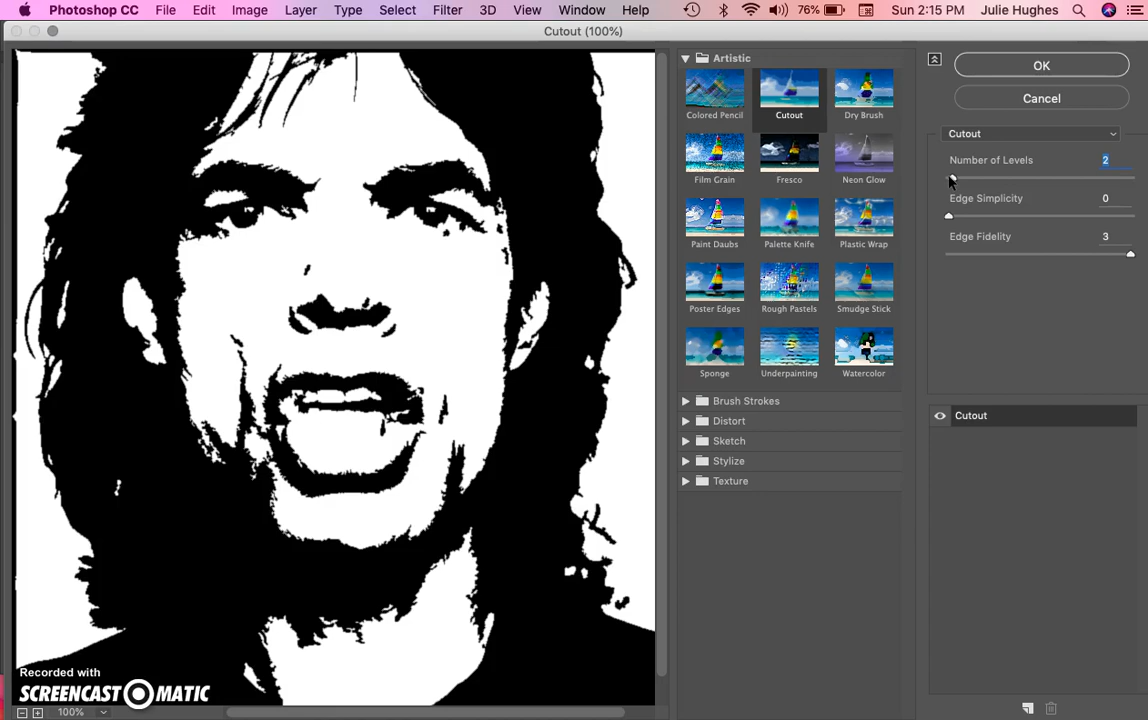 Photoshop CC File Edit Image Layer Type Select Filter 3D View Window Help 76% Sun 2:15 PM Julie Hughes
Cutout (100%)
Artistic
Colored Pencil Cutout Dry Brush
Film Grain Fresco Neon Glow
Paint Daubs Palette Knife Plastic Wrap
Poster Edges Rough Pastels Smudge Stick
Sponge Underpainting Watercolor
Brush Strokes
Distort
Sketch
Stylize
Texture
OK
Cancel
Cutout
Number of Levels 2
Edge Simplicity 0
Edge Fidelity 3
Cutout
Recorded with
SCREENCAST MATIC
100%